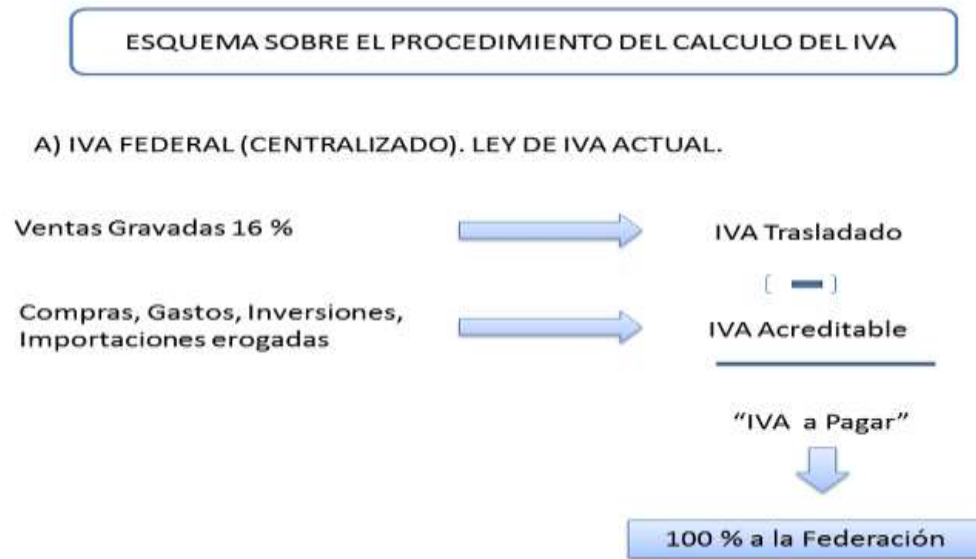 ESQUEMA SOBRE EL PROCEDIMIENTO DEL CALCULO DEL IVA
A) IVA FEDERAL (CENTRALIZADO). LEY DE IVA ACTUAL.
Ventas Gravadas 16 %
IVA Trasladado
( — )
Compras, Gastos, Inversiones,
Importaciones erogadas
IVA Acreditable
“IVA a Pagar”
100 % a la Federación